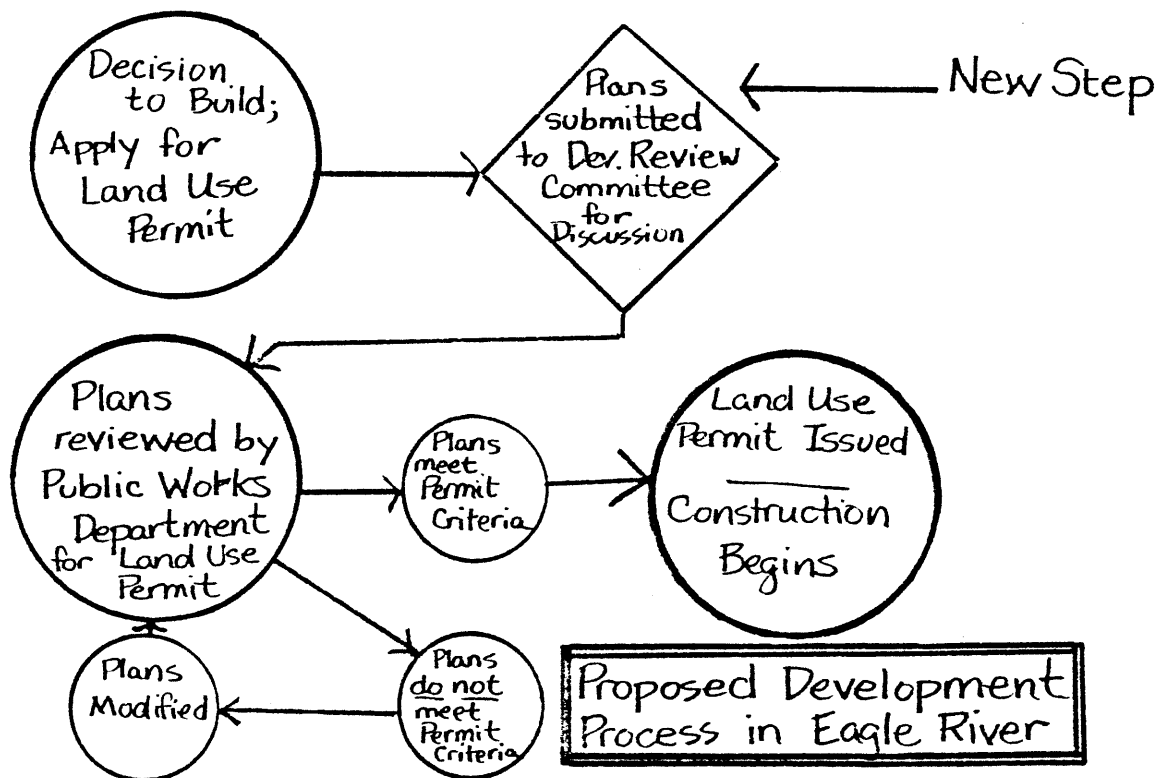 Decision
to Build;
Apply for
Land Use
Permit
Plans
submitted
to Dev. Review
Committee
for
Discussion
New Step
Plans
reviewed by
Public Works
Department
for Land Use
Permit
Plans
meet
Permit
Criteria
Land Use
Permit Issued
Construction
Begins
Plans
do not
meet
Permit
Criteria
Plans
Modified
Proposed Development
Process in Eagle River